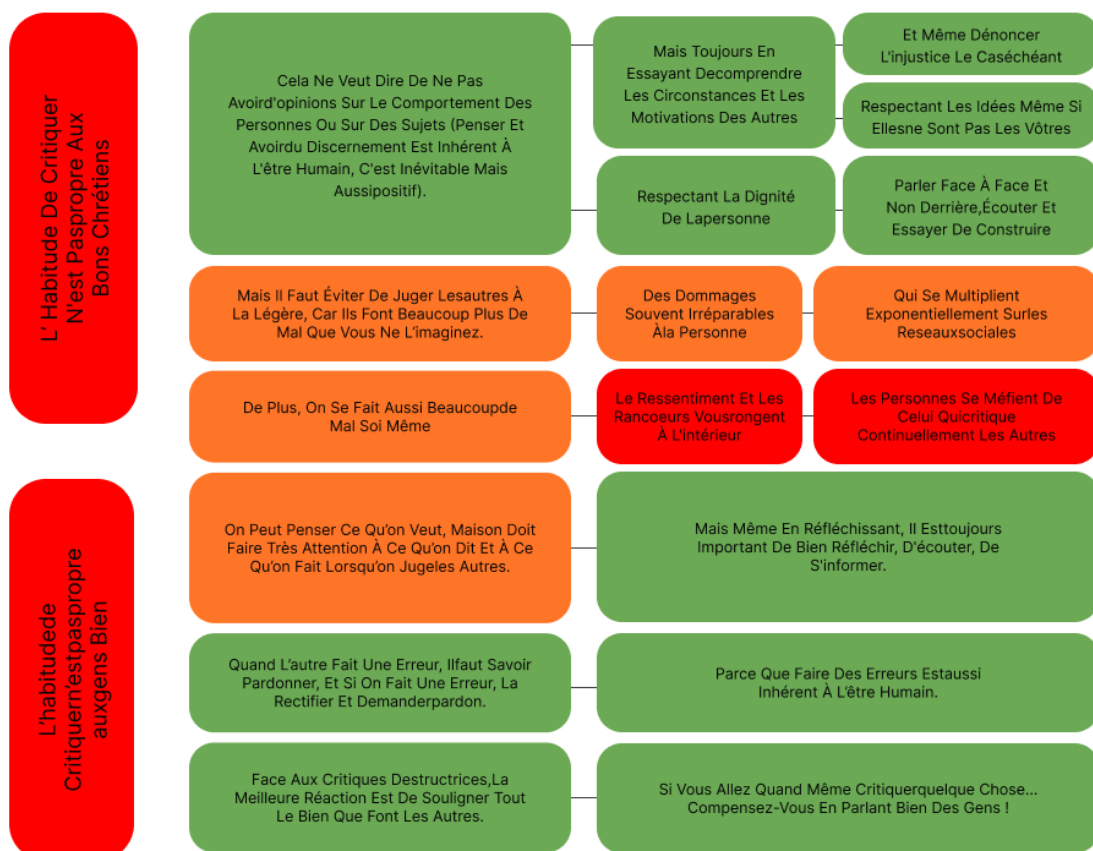 L' Habitude De Critiquer
N'est Paspropre Aux
Bons Chrétiens
Cela Ne Veut Dire De Ne Pas
Avoird'opinions Sur Le Comportement Des
Personnes Ou Sur Des Sujets (Penser Et
Avoirdu Discernement Est Inhérent À
L'être Humain, C'est Inévitable Mais
Aussipositif).
Mais Toujours En
Essayant Decomprendre
Les Circonstances Et Les
Motivations Des Autres
Et Même Dénoncer
L'injustice Le Caséchéant
Respectant Les Idées Même Si
Ellesne Sont Pas Les Vôtres
Respectant La Dignité
De Lapersonne
Parler Face À Face Et
Non Derrière,Écouter Et
Essayer De Construire
Mais Il Faut Éviter De Juger Lesautres À
La Légère, Car Ils Font Beaucoup Plus De
Mal Que Vous Ne L’imaginez.
Des Dommages
Souvent Irréparables
Àla Personne
Qui Se Multiplient
Exponentiellement Surles
Reseauxsociales
De Plus, On Se Fait Aussi Beaucoupde
Mal Soi Même
Le Ressentiment Et Les
Rancoeurs Vousrongent
À L'intérieur
Les Personnes Se Méfient De
Celui Quicritique
Continuellement Les Autres
L’habitudede
Critiquern’estpaspropre
auxgens Bien
On Peut Penser Ce Qu’on Veut, Maison Doit
Faire Très Attention À Ce Qu’on Dit Et À Ce
Qu’on Fait Lorsqu’on Jugeles Autres.
Mais Même En Réfléchissant, Il Esttoujours
Important De Bien Réfléchir, D'écouter, De
S'informer.
Quand L’autre Fait Une Erreur, Ilfaut Savoir
Pardonner, Et Si On Fait Une Erreur, La
Rectifier Et Demanderpardon.
Parce Que Faire Des Erreurs Estaussi
Inhérent À L’être Humain.
Face Aux Critiques Destructrices,La
Meilleure Réaction Est De Souligner Tout
Le Bien Que Font Les Autres.
Si Vous Allez Quand Même Critiquerquelque Chose...
Compensez-Vous En Parlant Bien Des Gens !